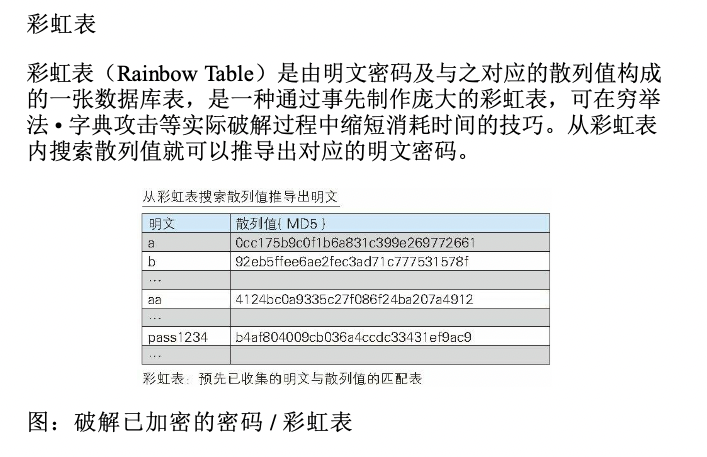 彩虹表
彩虹表（Rainbow Table）是由明文密码及与之对应的散列值构成
的一张数据库表，是一种通过事先制作庞大的彩虹表，可在穷举
法 • 字典攻击等实际破解过程中缩短消耗时间的技巧。从彩虹表
内搜索散列值就可以推导出对应的明文密码。
从彩虹表搜索散列值推导出明文
明文 散列值{ MD5 }
a 0cc175b9c0f1b6a831c399e269772661
b 92eb5ffee6ae2fec3ad71c777531578f
…
aa 4124bc0a9335c27f086f24ba207a4912
…
pass1234 b4af804009cb036a4ccdc33431ef9ac9
…
彩虹表：预先已收集的明文与散列值的匹配表
图：破解已加密的密码 / 彩虹表